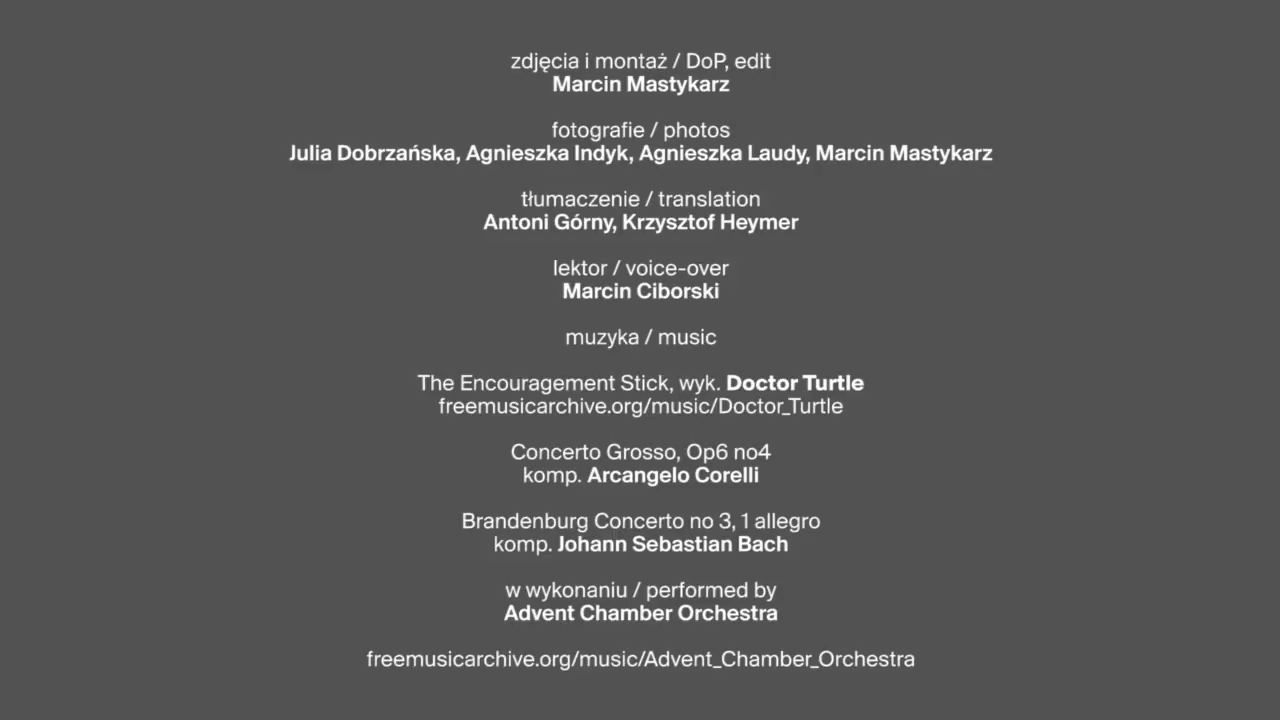 zdjęcia i montaż / DoP, edit
Marcin Mastykarz
fotografie / photos
Julia Dobrzańska, Agnieszka Indyk, Agnieszka Laudy, Marcin Mastykarz
tłumaczenie / translation
Antoni Górny, Krzysztof Heymer
lektor / voice-over
Marcin Ciborski
muzyka / music
The Encouragement Stick, wyk. Doctor Turtle
freemusicarchive.org/music/Doctor_Turtle
Concerto Grosso, Op6 no4
komp. Arcangelo Corelli
Brandenburg Concerto no 3, 1 allegro
komp. Johann Sebastian Bach
w wykonaniu / performed by
Advent Chamber Orchestra
freemusicarchive.org/music/Advent_Chamber_Orchestra